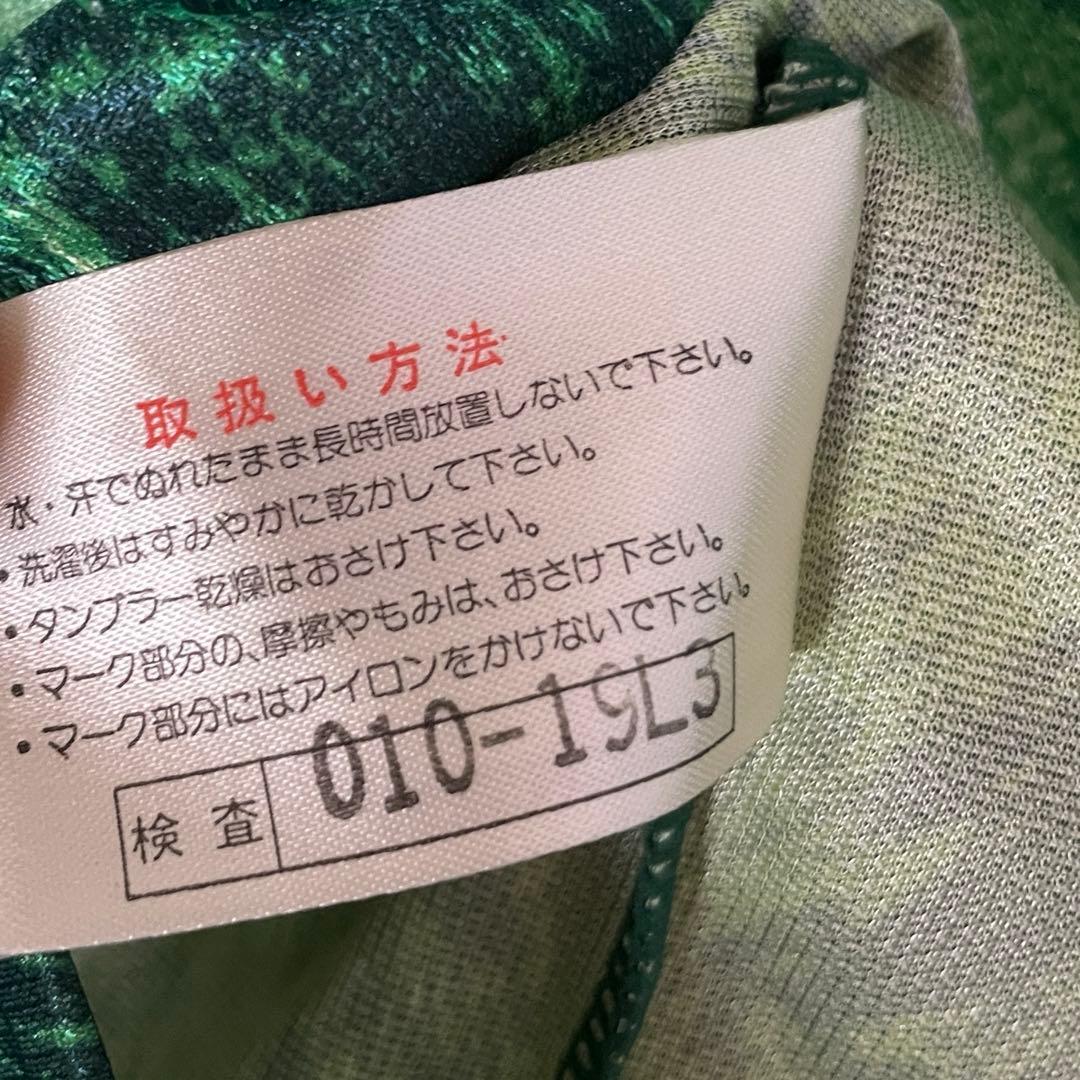 取扱い方法
水・汗でぬれたまま長時間放置しないで下さい。
・洗濯後はすみやかに乾かして下さい。
・タンブラー乾燥はおさけ下さい。
・マーク部分の、摩擦やもみは、おさけ下さい。
・マーク部分にはアイロンをかけないで下さい。
検査 010-19L3